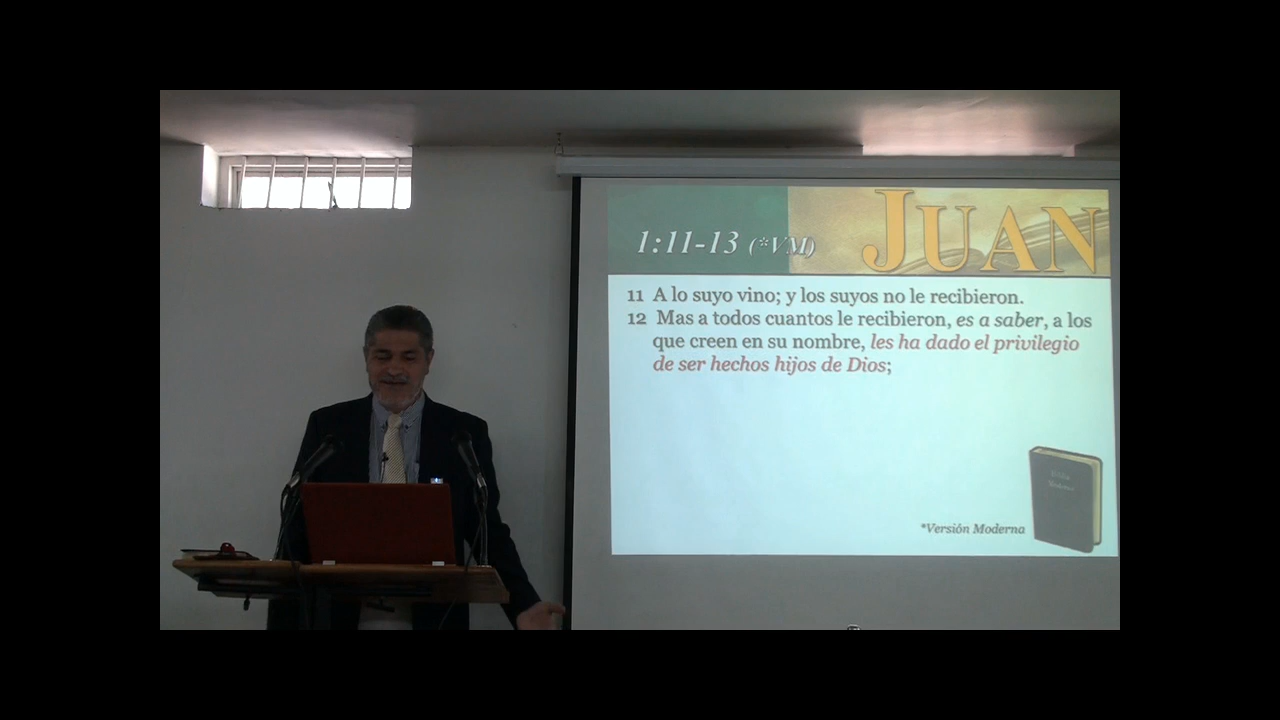 1:11-13 (*VM)
JUAN
11 A lo suyo vino; y los suyos no le recibieron.
12 Mas a todos cuantos le recibieron, es a saber, a los
que creen en su nombre, les ha dado el privilegio
de ser hechos hijos de Dios;
*Versión Moderna